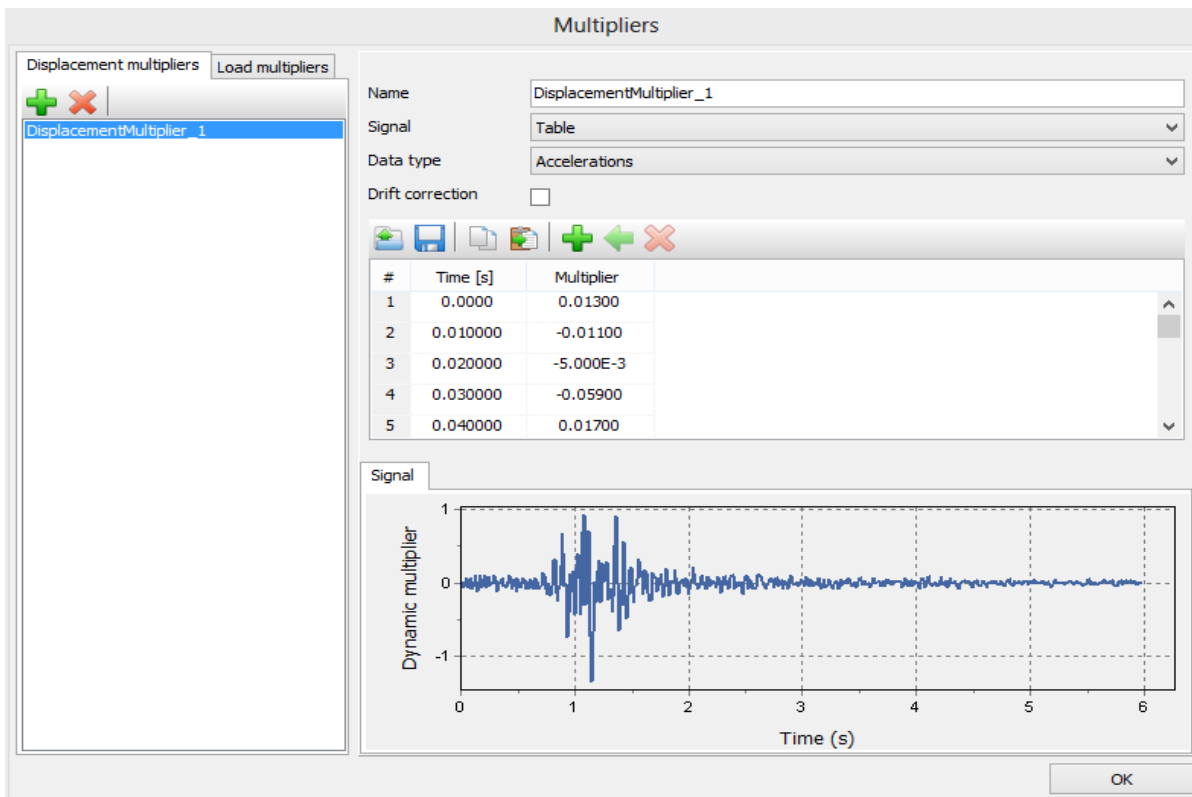 Multipliers
Displacement multipliers Load multipliers
DisplacementMultiplier_1
Name DisplacementMultiplier_1
Signal Table
Data type Accelerations
Drift correction
# Time [s] Multiplier
1 0.0000 0.01300
2 0.010000 -0.01100
3 0.020000 -5.000E-3
4 0.030000 -0.05900
5 0.040000 0.01700
Signal
Dynamic multiplier
1
0
-1
0 1 2 3 4 5 6
Time (s)
OK